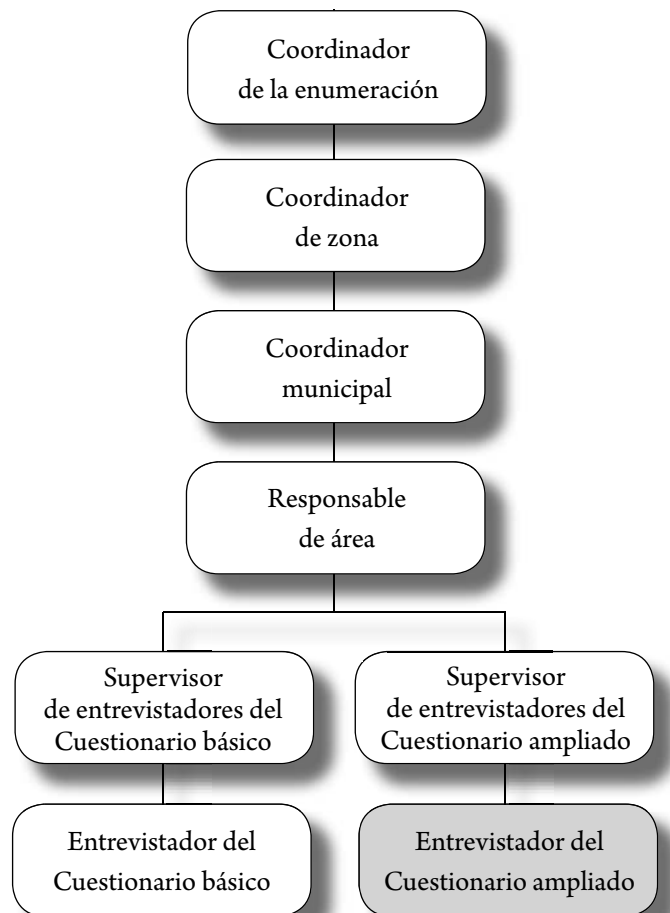 Coordinador
de la enumeración
Coordinador
de zona
Coordinador
municipal
Responsable
de área
Supervisor
de entrevistadores del
Cuestionario básico
Supervisor
de entrevistadores del
Cuestionario ampliado
Entrevistador del
Cuestionario básico
Entrevistador del
Cuestionario ampliado